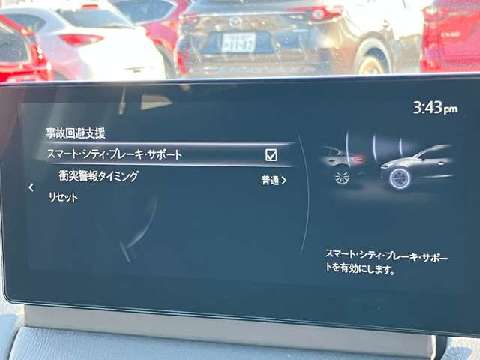 3:43pm
事故回避支援
スマート・シティ・ブレーキ・サポート
衝突警報タイミング
普通
リセット
スマート・シティ・ブレーキ・サポー
トを有効にします。